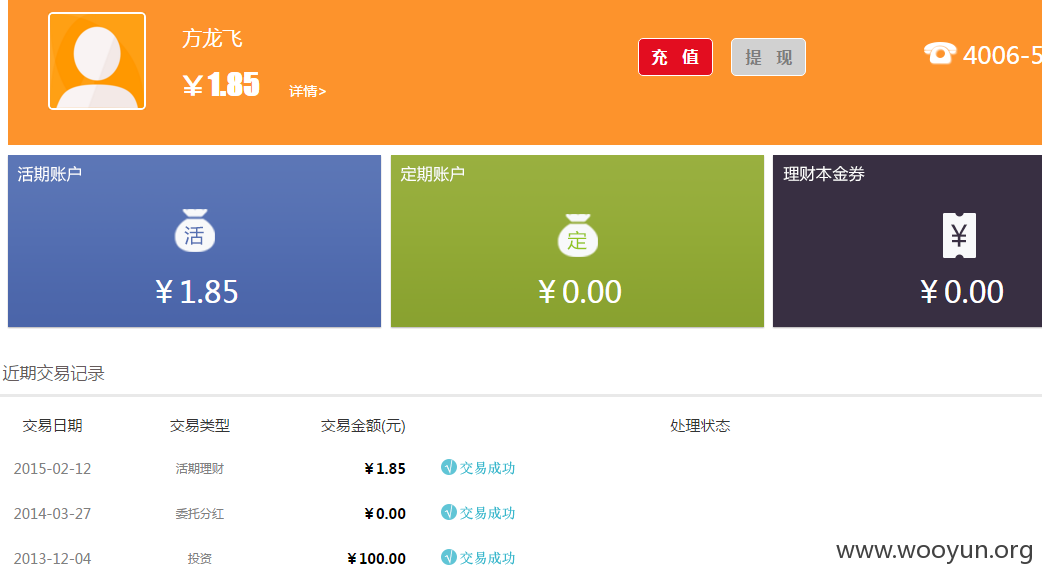 方龙飞
￥1.85 详情>
充 值 提 现
4006-5
活期账户 定期账户 理财本金券
活 定 ¥
¥1.85 ¥0.00 ¥0.00
近期交易记录
交易日期 交易类型 交易金额(元) 处理状态
2015-02-12 活期理财 ¥1.85 交易成功
2014-03-27 委托分红 ¥0.00 交易成功
2013-12-04 投资 ¥100.00 交易成功
www.wooyun.org